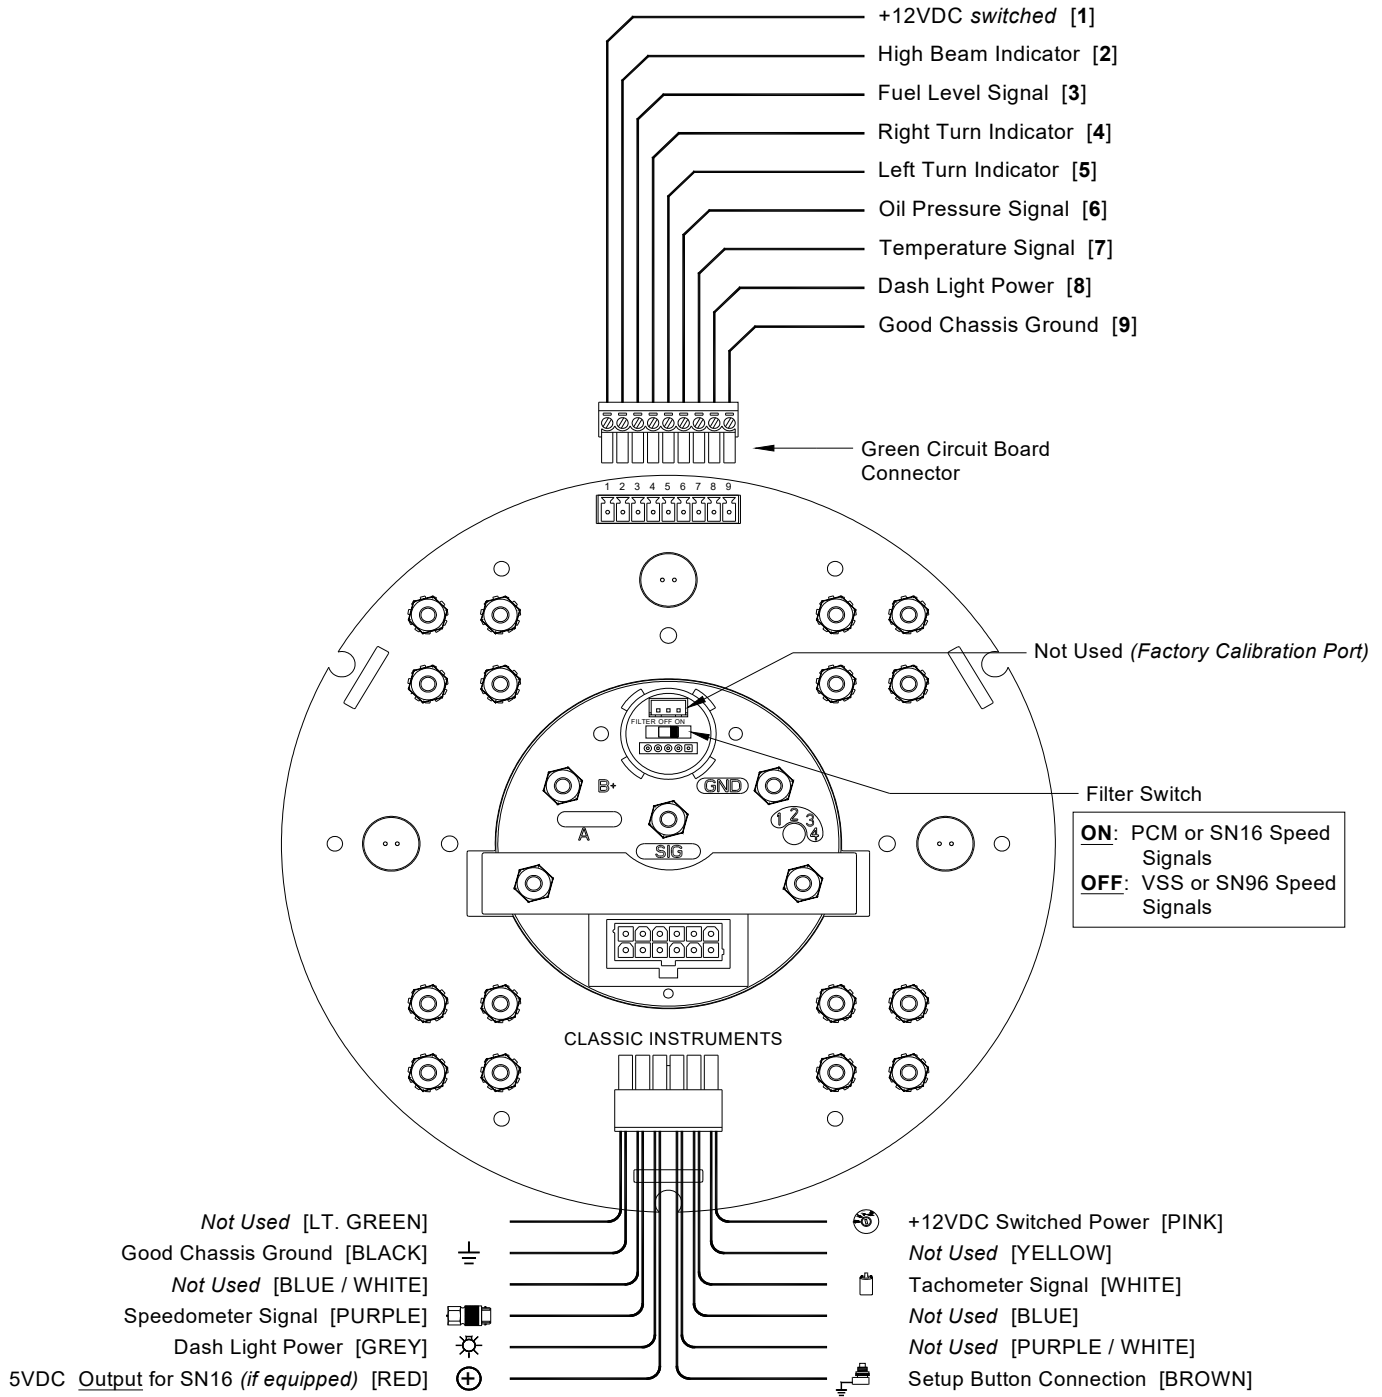 +12VDC switched [1]
High Beam Indicator [2]
Fuel Level Signal [3]
Right Turn Indicator [4]
Left Turn Indicator [5]
Oil Pressure Signal [6]
Temperature Signal [7]
Dash Light Power [8]
Good Chassis Ground [9]
Green Circuit Board
Connector
1 2 3 4 5 6 7 8 9
Not Used (Factory Calibration Port)
FILTER OFF ON
B+
GND
A
1 2 3 4
SIG
Filter Switch
ON: PCM or SN16 Speed
Signals
OFF: VSS or SN96 Speed
Signals
CLASSIC INSTRUMENTS
Not Used [LT. GREEN]
Good Chassis Ground [BLACK]
Not Used [BLUE / WHITE]
Speedometer Signal [PURPLE]
Dash Light Power [GREY]
5VDC Output for SN16 (if equipped) [RED]
+12VDC Switched Power [PINK]
Not Used [YELLOW]
Tachometer Signal [WHITE]
Not Used [BLUE]
Not Used [PURPLE / WHITE]
Setup Button Connection [BROWN]